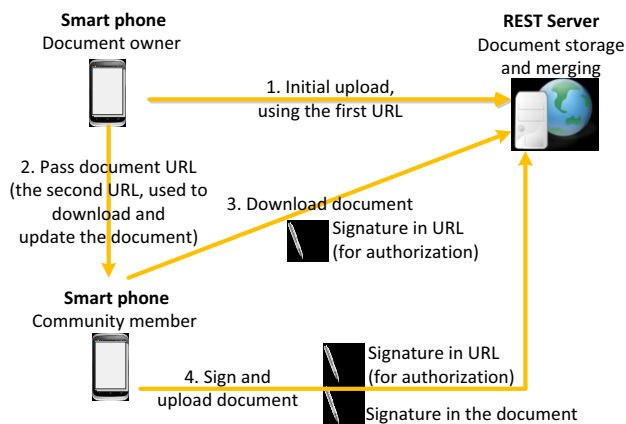 Smart phone
Document owner
REST Server
Document storage
and merging
1. Initial upload,
using the first URL
2. Pass document URL
(the second URL, used to
download and
update the document)
3. Download document
Signature in URL
(for authorization)
Smart phone
Community member
4. Sign and
upload document
Signature in URL
(for authorization)
Signature in the document